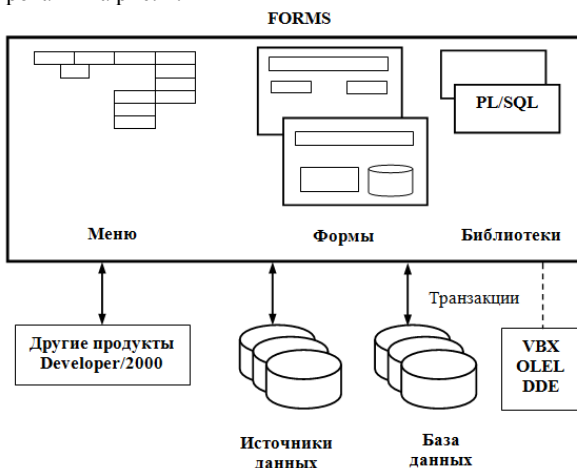 FORMS
PL/SQL
Меню
Формы
Библиотеки
Транзакции
Другие продукты
Developer/2000
VBX
OLEL
DDE
Источники
данных
База
данных